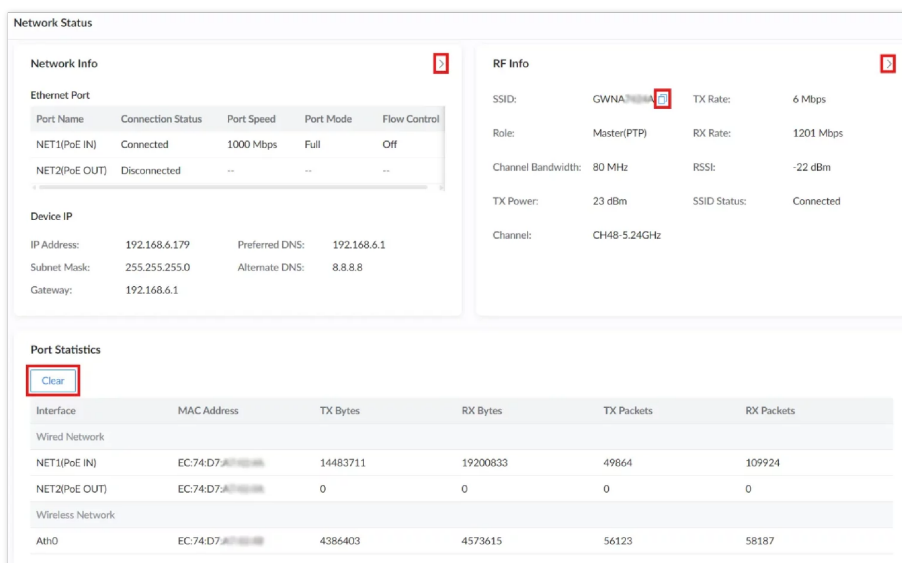 Network Status
Network Info
Ethernet Port
Port Name Connection Status Port Speed Port Mode Flow Control
NET1(PoE IN) Connected 1000 Mbps Full Off
NET2(PoE OUT) Disconnected -- -- --
Device IP
IP Address: 192.168.6.179 Preferred DNS: 192.168.6.1
Subnet Mask: 255.255.255.0 Alternate DNS: 8.8.8.8
Gateway: 192.168.6.1
RF Info
SSID: TX Rate: 6 Mbps
Role: Master(PTP) RX Rate: 1201 Mbps
Channel Bandwidth: 80 MHz RSSI: -22 dBm
TX Power: 23 dBm SSID Status: Connected
Channel: CH48-5.24GHz
Port Statistics
Clear
Interface MAC Address TX Bytes RX Bytes TX Packets RX Packets
Wired Network
NET1(PoE IN) EC:74:D7: 14483711 19200833 49864 109924
NET2(PoE OUT) EC:74:D7: 0 0 0 0
Wireless Network
Ath0 EC:74:D7: 4386403 4573615 56123 58187